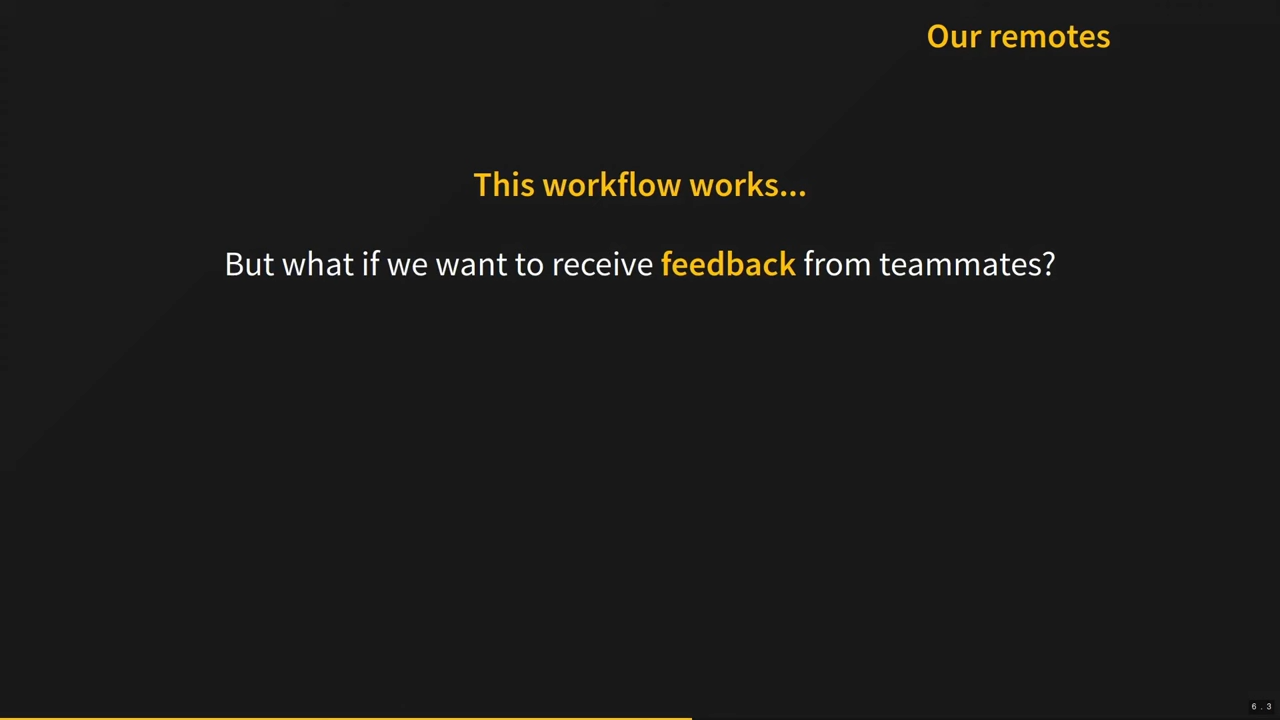 Our remotes
This workflow works...
But what if we want to receive feedback from teammates?
6 . 3